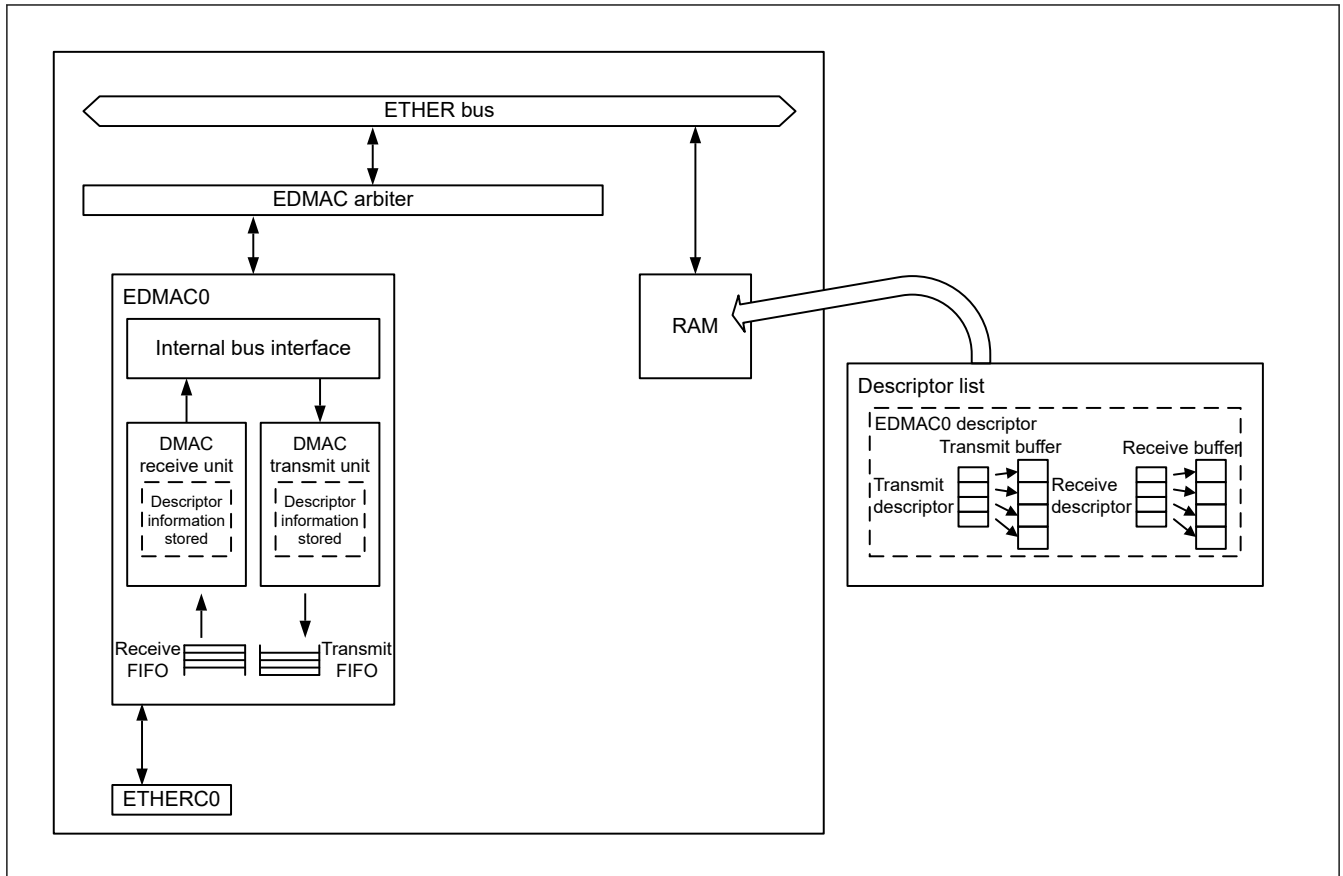 ETHER bus
EDMAC arbiter
EDMAC0
Internal bus interface
DMAC
receive unit
Descriptor
information
stored
DMAC
transmit unit
Descriptor
information
stored
Receive
FIFO
Transmit
FIFO
ETHERC0
RAM
Descriptor list
EDMAC0 descriptor
Transmit buffer
Receive buffer
Transmit
descriptor
Receive
descriptor